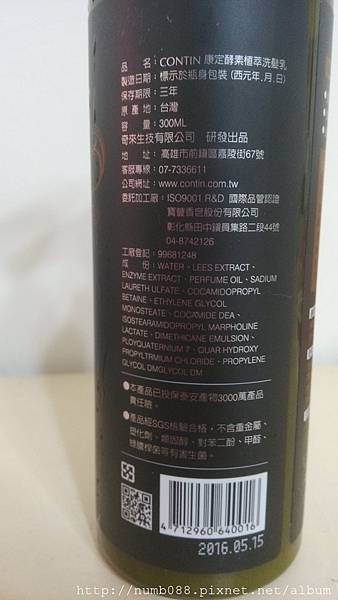 品　名：CONTIN 康定酵素植萃洗髮乳
製造日期：標示於瓶身包裝 (西元年.月.日)
保存期限：三年
原 產 地：台灣
容　量：300ML
奇來生技有限公司　研發出品
地　址：高雄市前鎮區嘉陵街67號
客服專線：07-7336611
公司網址：www.contin.com.tw
委託加工廠：ISO9001 R&D 國際品管認證
寶豐香皂股份有限公司
彰化縣田中鎮員集路二段44號
04-8742126
工廠登記：99681248
成　份：WATER、LEES EXTRACT、
ENZYME EXTRAKT、PERFUME OIL、SADIUM
LAURETH ULFATE、COCAMIDOPROPYL
BETAINE、ETHYLENE GLYCOL
MONOSTEATE、COCAMIDE DEA、
ISOSTEARAMIDOPROPYL MARPHOLINE
LACTATE、DIMETHICANE EMULSION、
PLOYQUATERNIUM 7、QUAR HYDROXY
PROPYLTRMIUM CHLORIDE、PROPYLENE
GLYCOL DMDMGLYCOL DM
●本產品已投保泰安產物3000萬產品
責任險。
●產品經SGS檢驗合格，不含重金屬、
塑化劑、類固醇、對苯二酚、甲醛、
綠膿桿菌等有害生菌。
4 712960 640016
2016.05.15
http://numb088.pixnet.net/album